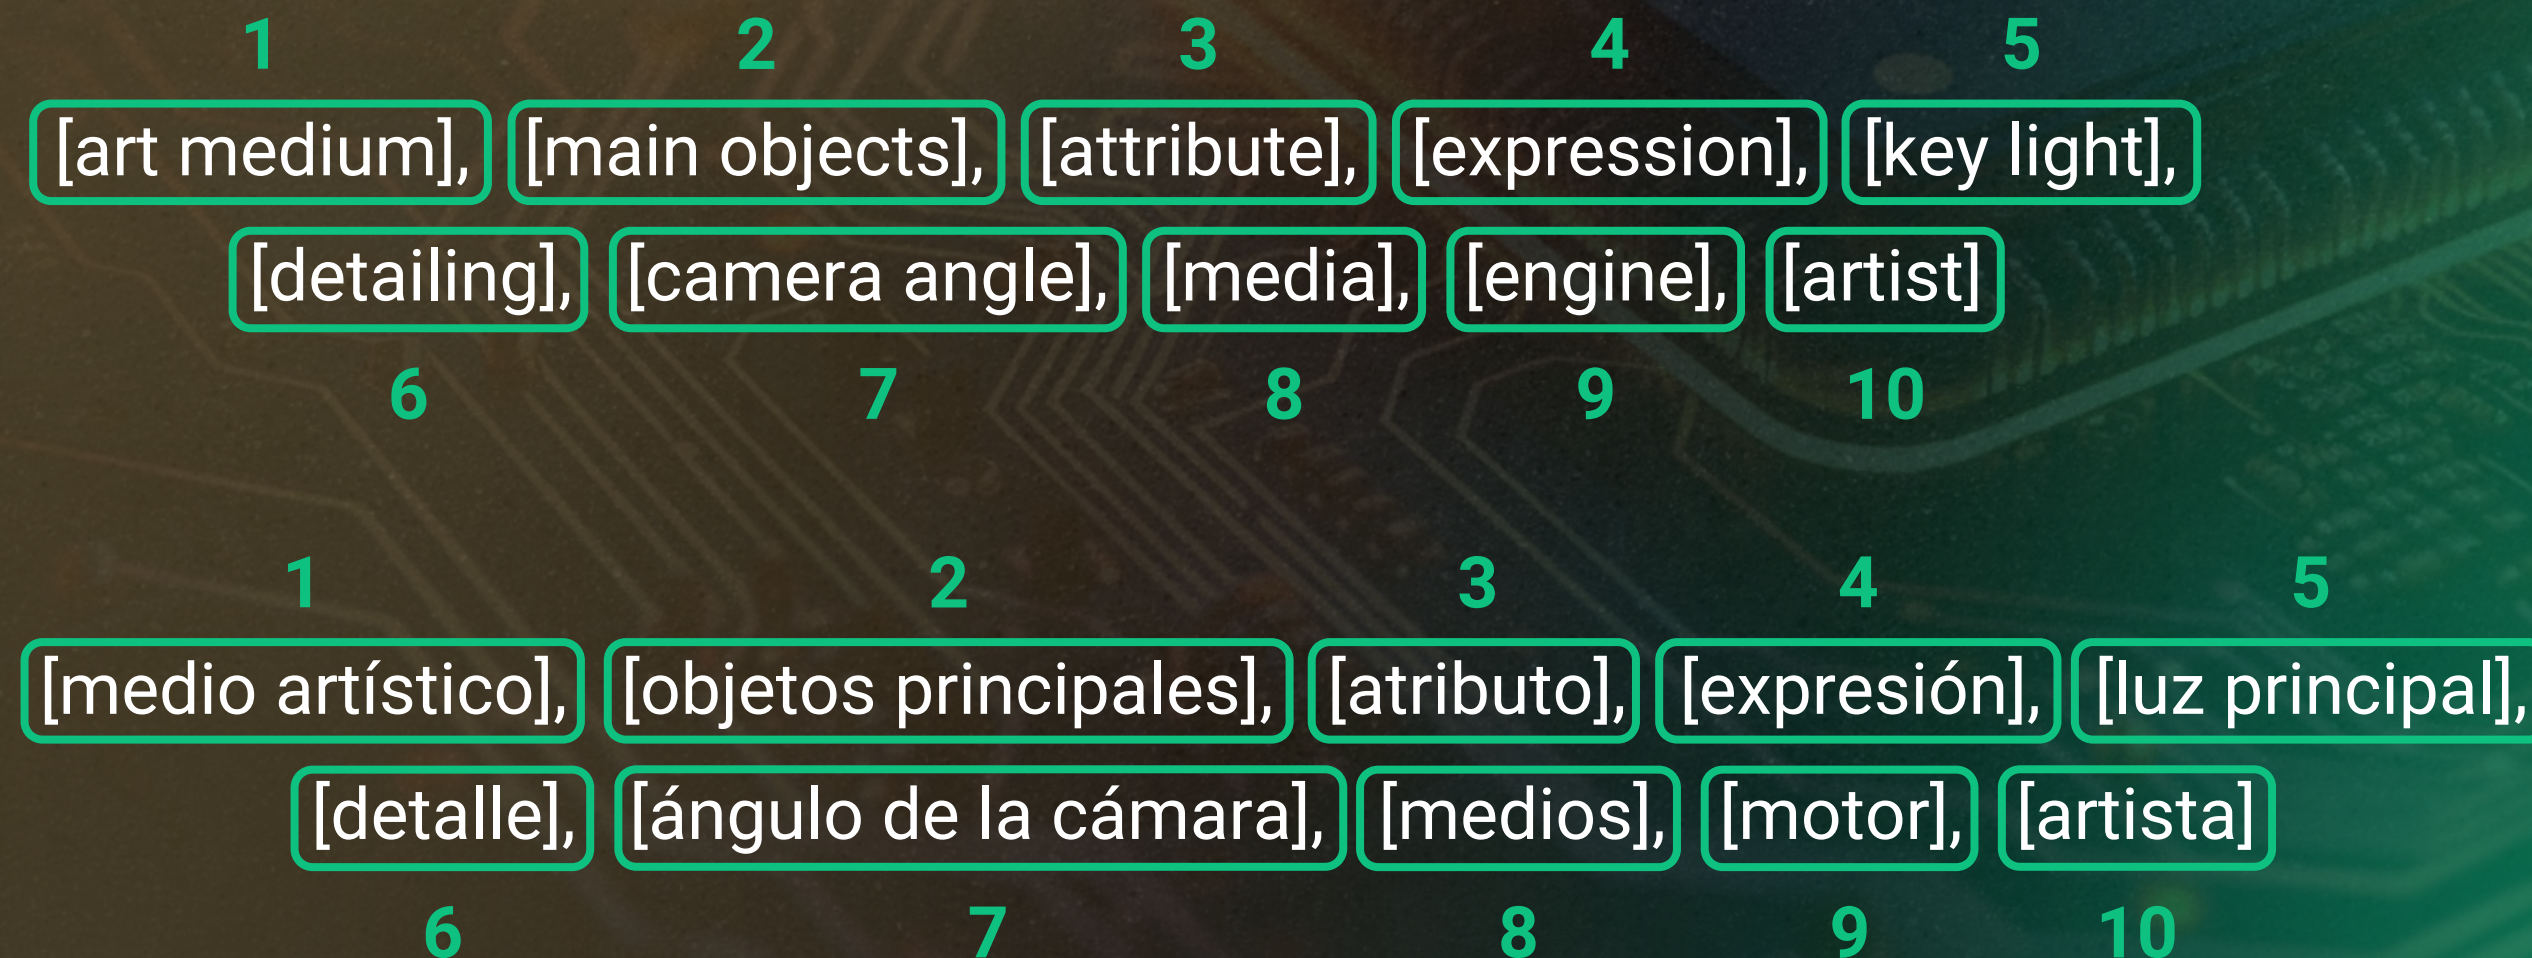 1 2 3 4 5
[art medium], [main objects], [attribute], [expression], [key light],
[detailing], [camera angle], [media], [engine], [artist]
6 7 8 9 10
1 2 3 4 5
[medio artístico], [objetos principales], [atributo], [expresión], [luz principal],
[detalle], [ángulo de la cámara], [medios], [motor], [artista]
6 7 8 9 10